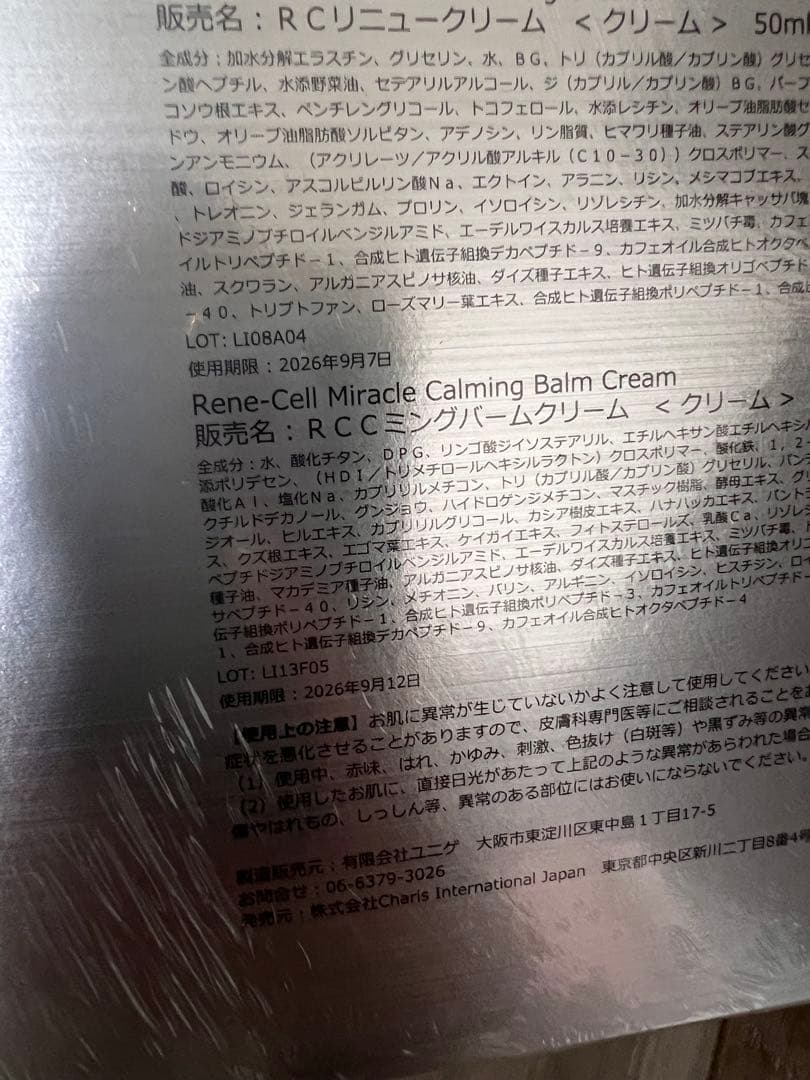 販売名：ＲＣリニュークリーム　＜クリーム＞　50ml
全成分：加水分解エラスチン、グリセリン、水、ＢＧ、トリ（カプリル酸／カプリン酸）グリセ
ン酸ヘプチル、水添野菜油、セテアリルアルコール、ジ（カプリル／カプリン酸）ＢＧ、パープ
コソウ根エキス、ペンチレングリコール、トコフェロール、水添レシチン、オリーブ油脂肪酸セ
ドウ、オリーブ油脂肪酸ソルビタン、アデノシン、リン脂質、ヒマワリ種子油、ステアリン酸グ
ンアンモニウム、（アクリレーツ／アクリル酸アルキル（Ｃ１０－３０））クロスポリマー、ス
酸、ロイシン、アスコルビルリン酸Ｎａ、エクトイン、アラニン、リシン、メシマコブエキス、
、トレオニン、ジェランガム、プロリン、イソロイシン、リゾレシチン、加水分解キャッサバ塊
ドジアミノブチロイルベンジルアミド、エーデルワイスカルス培養エキス、ミツバチ毒、カフェ
イルトリペプチド－１、合成ヒト遺伝子組換デカペプチド－９、カフェオイル合成ヒトオクタペ
油、スクワラン、アルガニアスピノサ核油、ダイズ種子エキス、ヒト遺伝子組換オリゴペプチド
－４０、トリプトファン、ローズマリー葉エキス、合成ヒト遺伝子組換ポリペプチド－１、合成ヒ
LOT: LI08A04
使用期限：2026年9月7日
Rene-Cell Miracle Calming Balm Cream
販売名：ＲＣＣミングバームクリーム　＜クリーム＞
全成分：水、酸化チタン、ＤＰＧ、リンゴ酸ジイソステアリル、エチルヘキサン酸エチルヘキシル
添ポリデセン、（ＨＤＩ／トリメチロールヘキシルラクトン）クロスポリマー、酸化鉄、１，２－
酸化Ａｌ、塩化Ｎａ、カプリリルメチコン、トリ（カプリル酸／カプリン酸）グリセリル、パンテ
クチルドデカノール、グンジョウ、ハイドロゲンジメチコン、マスチック樹脂、酵母エキス、グリ
ジオール、ヒルエキス、カプリリルグリコール、カシア樹皮エキス、ハナハッカエキス、パントラ
ス、クズ根エキス、エゴマ葉エキス、ケイガイエキス、フィトステロールズ、乳酸Ｃａ、リゾレシ
ペプチドジアミノブチロイルベンジルアミド、エーデルワイスカルス培養エキス、ミツバチ毒、
種子油、マカデミア種子油、アルガニアスピノサ核油、ダイズ種子エキス、ヒト遺伝子組換オリゴ
サペプチド－４０、リシン、メチオニン、バリン、アルギニン、イソロイシン、ヒスチジン、ロイ
伝子組換ポリペプチド－１、合成ヒト遺伝子組換ポリペプチド－３、カフェオイルトリペプチド－
１、合成ヒト遺伝子組換デカペプチド－９、カフェオイル合成ヒトオクタペプチド－４
LOT: LI13F05
使用期限：2026年9月12日
【使用上の注意】お肌に異常が生じていないかよく注意して使用してください
症状を悪化させることがありますので、皮膚科専門医等にご相談されることをお
（1）使用中、赤味、はれ、かゆみ、刺激、色抜け（白斑等）や黒ずみ等の異常
（2）使用したお肌に、直接日光があたって上記のような異常があらわれた場合
傷やはれもの、しっしん等、異常のある部位にはお使いにならないでください。
製造販売元：有限会社ユニゲ　大阪市東淀川区東中島１丁目17-5
お問合せ：06-6379-3026
発売元：株式会社Charis International Japan　東京都中央区新川二丁目8番4号